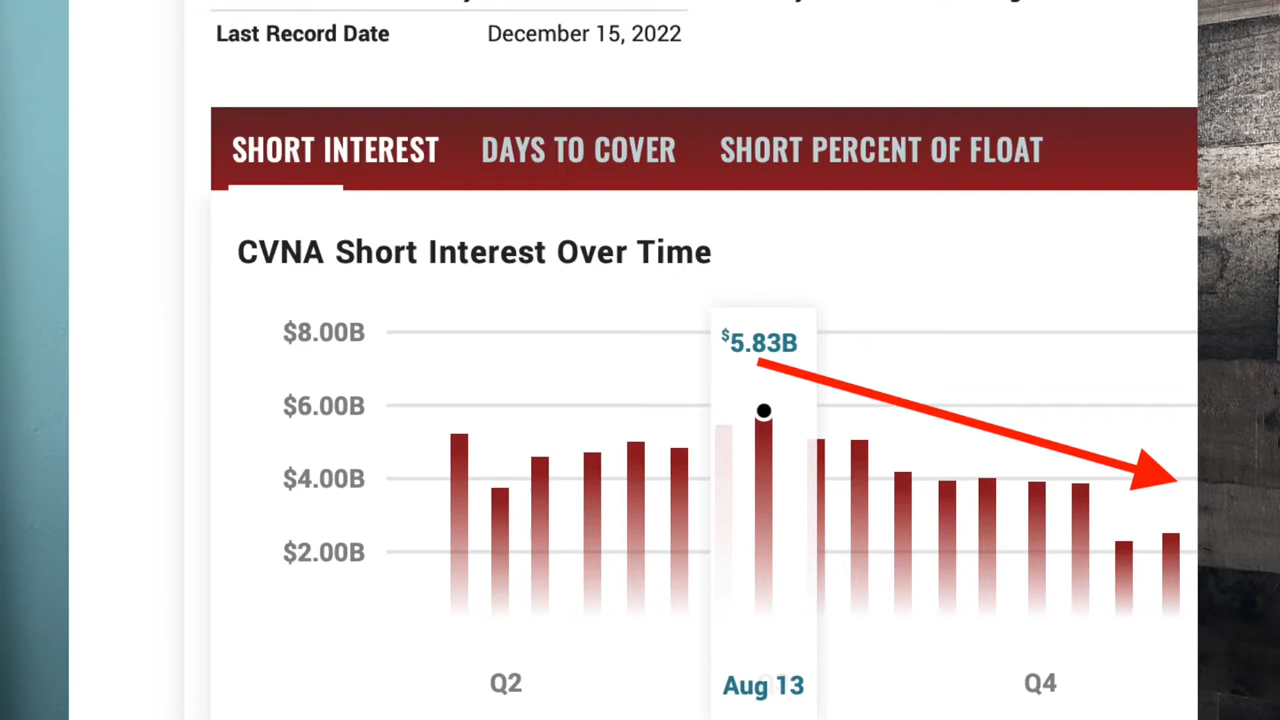 Last Record Date December 15, 2022
SHORT INTEREST DAYS TO COVER SHORT PERCENT OF FLOAT
CVNA Short Interest Over Time
$8.00B
$5.83B
$6.00B
$4.00B
$2.00B
Q2 Aug 13 Q4